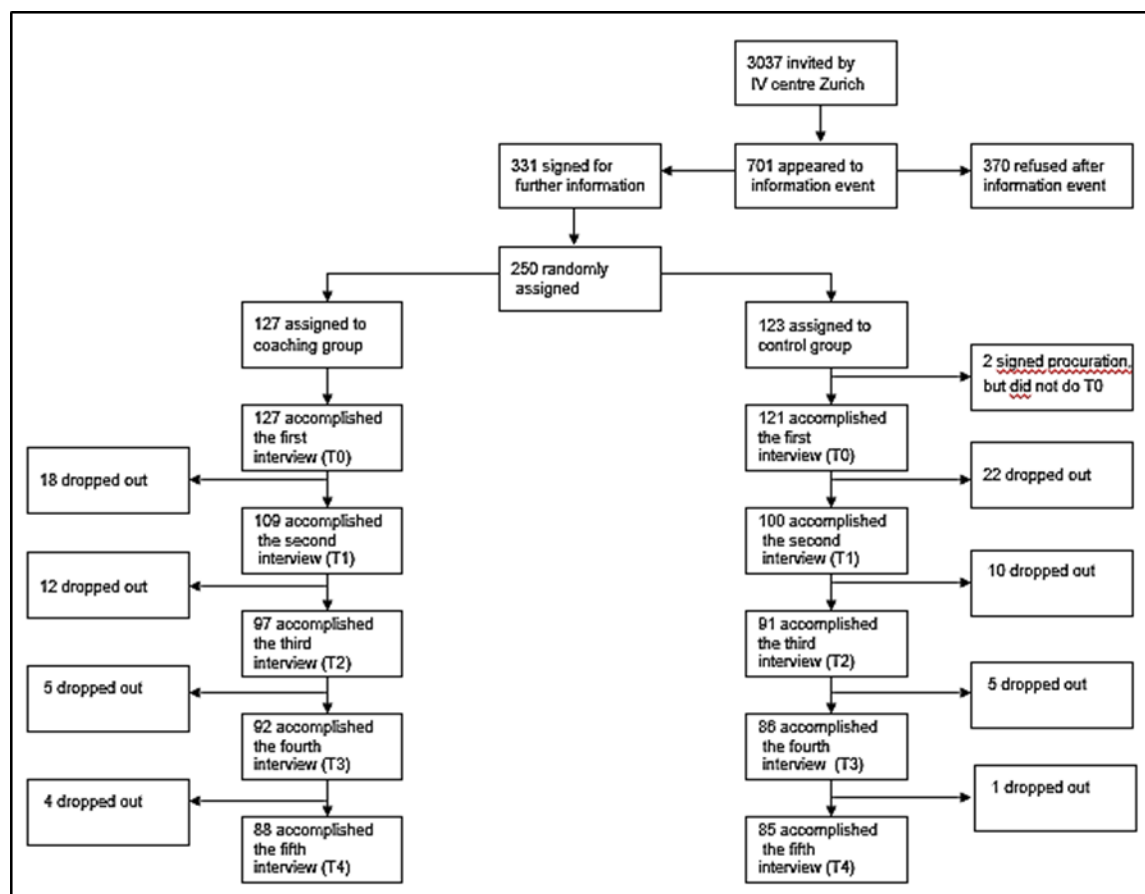 3037 invited by
IV centre Zurich
331 signed for
further information
701 appeared to
information event
370 refused after
information event
250 randomly
assigned
127 assigned to
coaching group
123 assigned to
control group
2 signed procuration,
but did not do T0
127 accomplished
the first
interview (T0)
121 accomplished
the first
interview (T0)
18 dropped out
22 dropped out
109 accomplished
the second
interview (T1)
100 accomplished
the second
interview (T1)
12 dropped out
10 dropped out
97 accomplished
the third
interview (T2)
91 accomplished
the third
interview (T2)
5 dropped out
5 dropped out
92 accomplished
the fourth
interview (T3)
86 accomplished
the fourth
interview (T3)
4 dropped out
1 dropped out
88 accomplished
the fifth
interview (T4)
85 accomplished
the fifth
interview (T4)